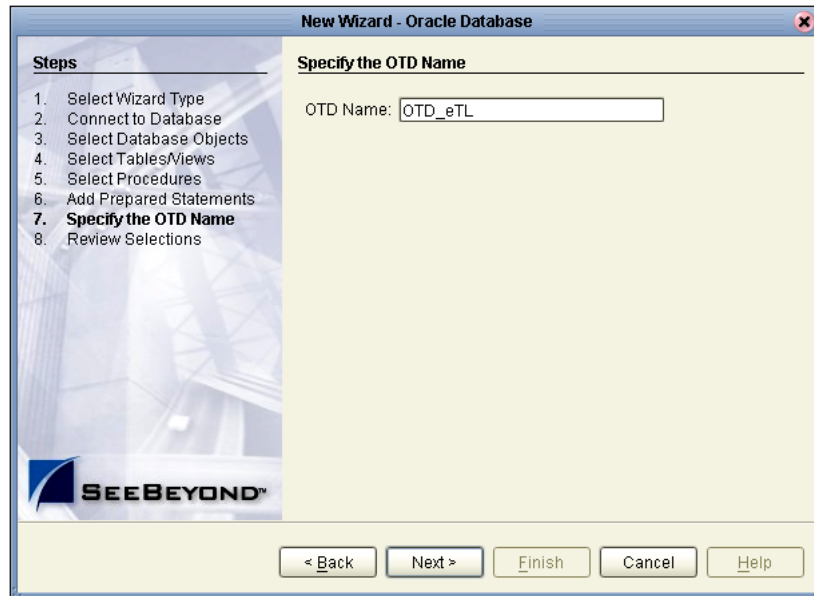 New Wizard - Oracle Database
Steps
1. Select Wizard Type
2. Connect to Database
3. Select Database Objects
4. Select Tables/Views
5. Select Procedures
6. Add Prepared Statements
7. Specify the OTD Name
8. Review Selections
SEEBEYOND™
Specify the OTD Name
OTD Name: OTD_eTL
< Back Next > Finish Cancel Help